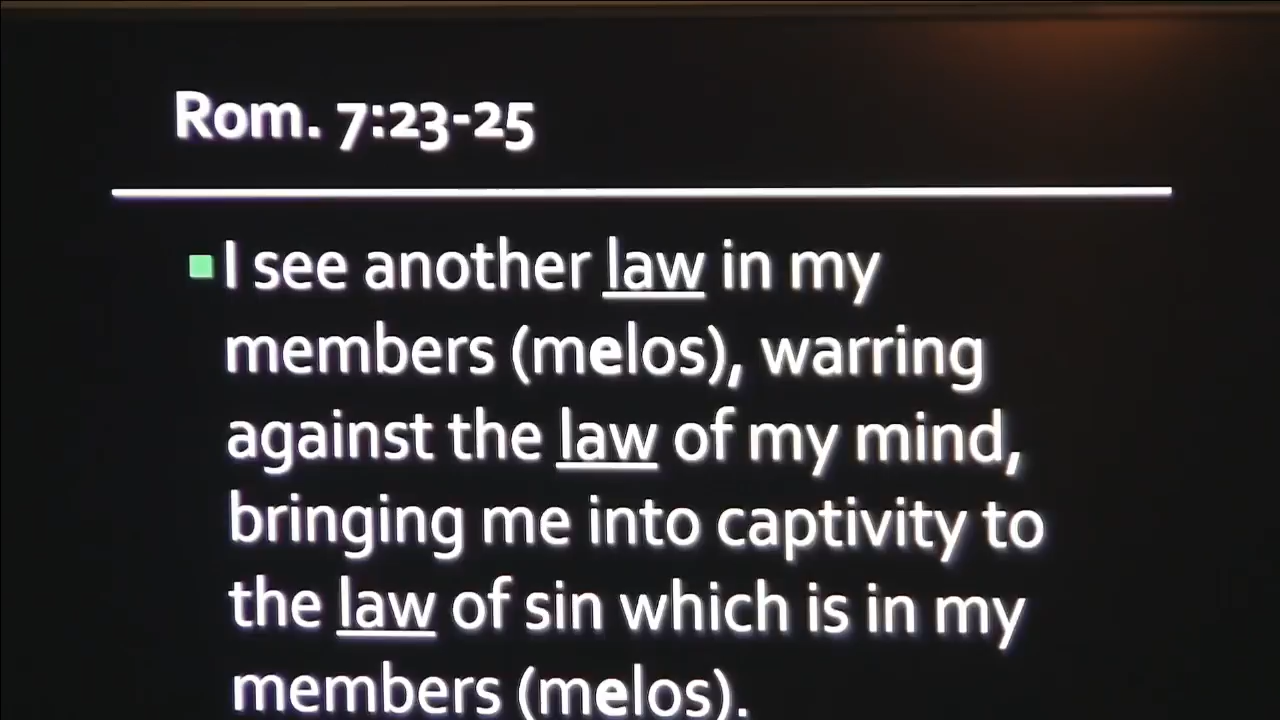 Rom. 7:23-25
I see another law in my
members (melos), warring
against the law of my mind,
bringing me into captivity to
the law of sin which is in my
members (melos).